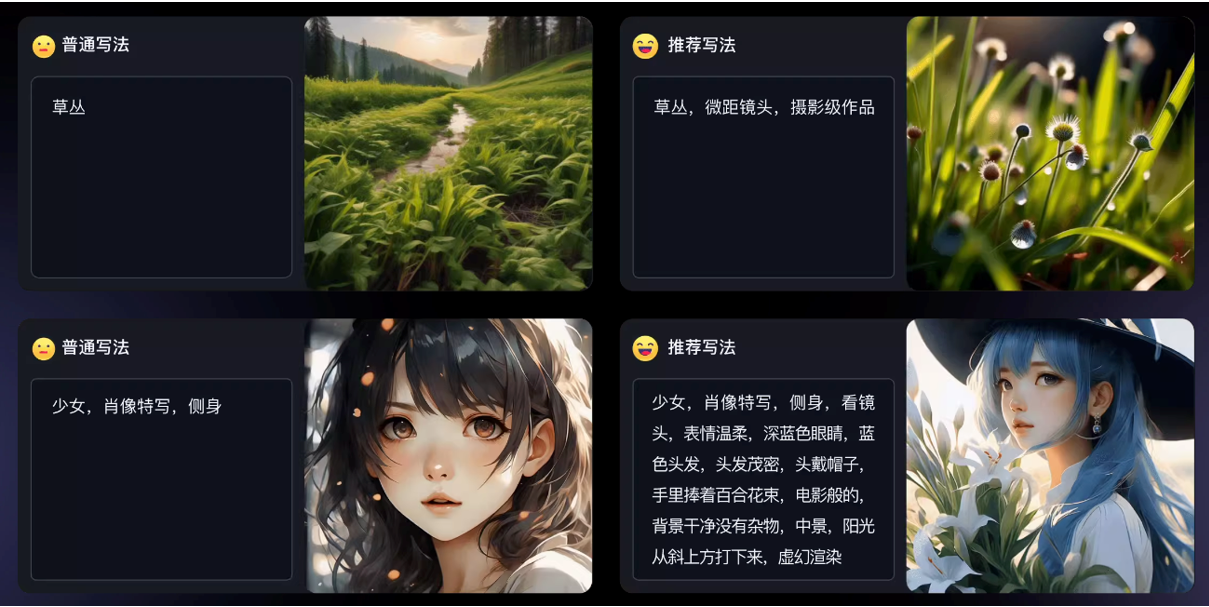 普通写法
草丛
推荐写法
草丛，微距镜头，摄影级作品
普通写法
少女，肖像特写，侧身
推荐写法
少女，肖像特写，侧身，看镜
头，表情温柔，深蓝色眼睛，蓝
色头发，头发茂密，头戴帽子，
手里捧着百合花束，电影般的，
背景干净没有杂物，中景，阳光
从斜上方打下来，虚幻渲染